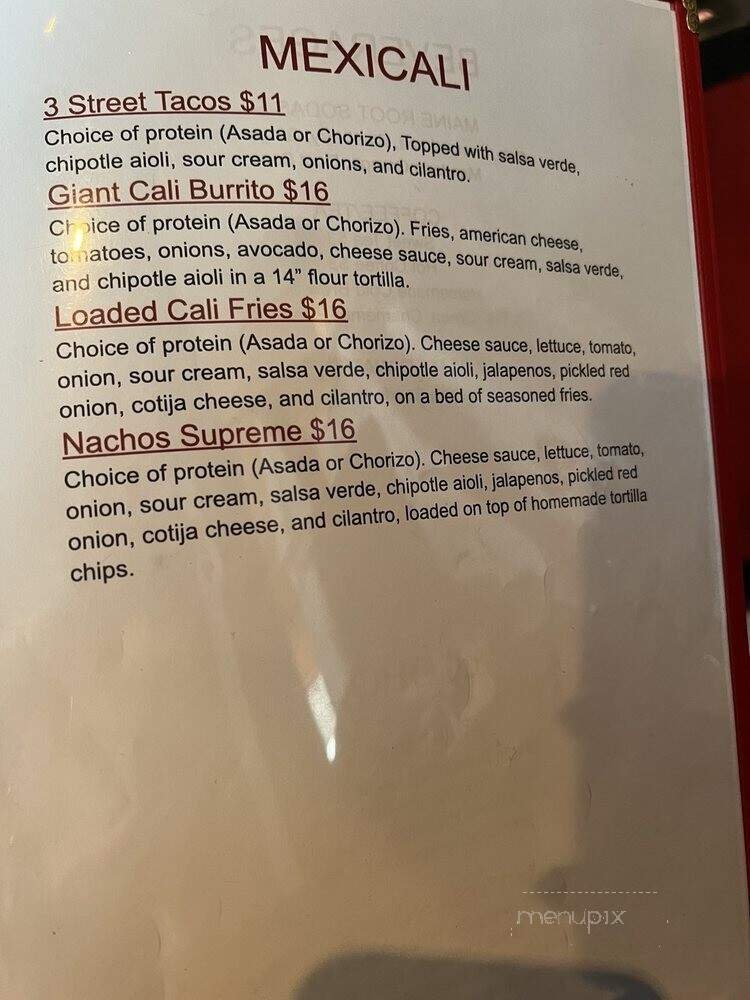 MEXICALI
3 Street Tacos $11
Choice of protein (Asada or Chorizo), Topped with salsa verde,
chipotle aioli, sour cream, onions, and cilantro.
Giant Cali Burrito $16
Choice of protein (Asada or Chorizo). Fries, american cheese,
tomatoes, onions, avocado, cheese sauce, sour cream, salsa verde,
and chipotle aioli in a 14” flour tortilla.
Loaded Cali Fries $16
Choice of protein (Asada or Chorizo). Cheese sauce, lettuce, tomato,
onion, sour cream, salsa verde, chipotle aioli, jalapenos, pickled red
onion, cotija cheese, and cilantro, on a bed of seasoned fries.
Nachos Supreme $16
Choice of protein (Asada or Chorizo). Cheese sauce, lettuce, tomato,
onion, sour cream, salsa verde, chipotle aioli, jalapenos, pickled red
onion, cotija cheese, and cilantro, loaded on top of homemade tortilla
chips.
menupix